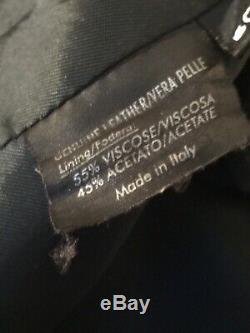 GENUINE LEATHER/VERA PELLE
Lining/Fodera:
55% VISCOSE/VISCOSA
45% ACETATO/ACETATE
Made in Italy